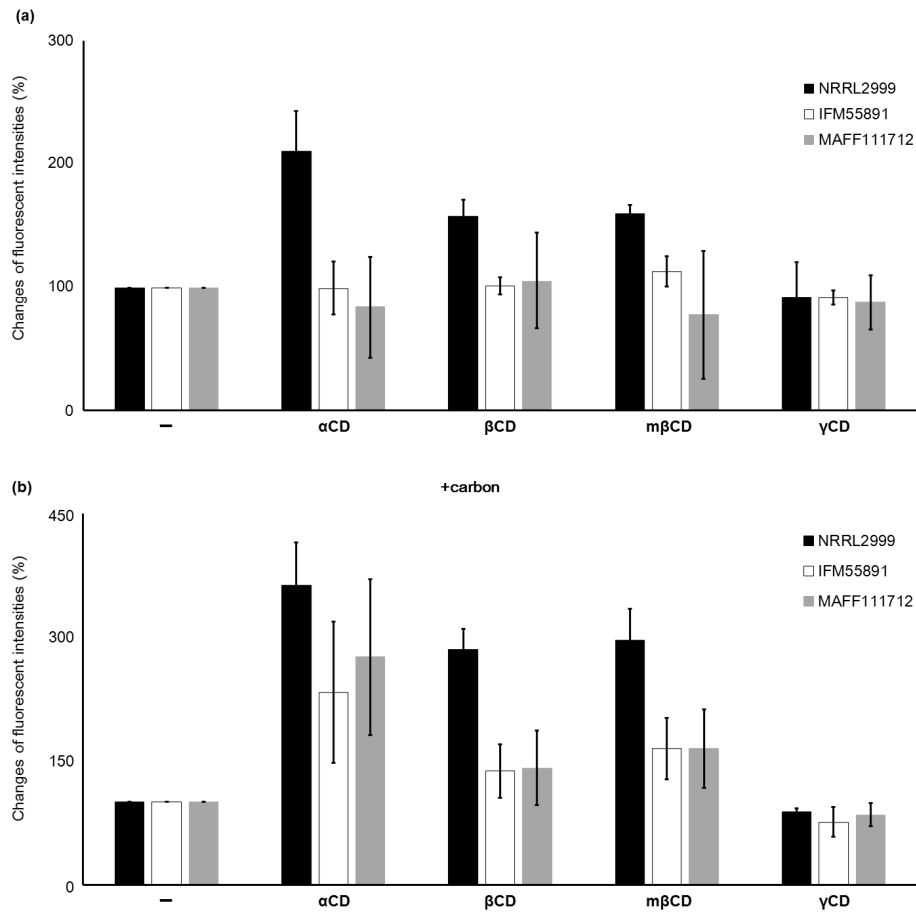 (a)
Changes of fluorescent intensities (%)
300
200
100
0
NRRL2999
IFM55891
MAFF111712
– αCD βCD mβCD γCD
(b)
+carbon
Changes of fluorescent intensities (%)
450
300
150
0
NRRL2999
IFM55891
MAFF111712
– αCD βCD mβCD γCD